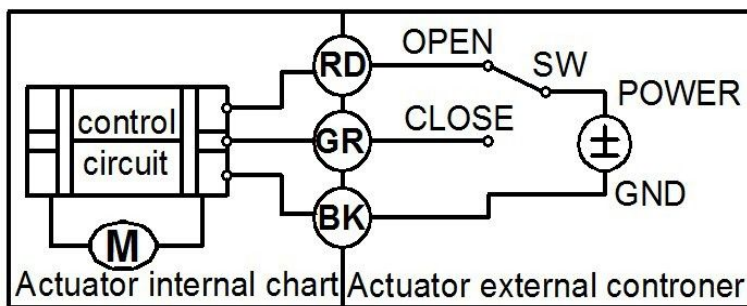 RD
OPEN
SW
POWER
control
circuit
GR
CLOSE
±
GND
BK
M
Actuator internal chart
Actuator external controner